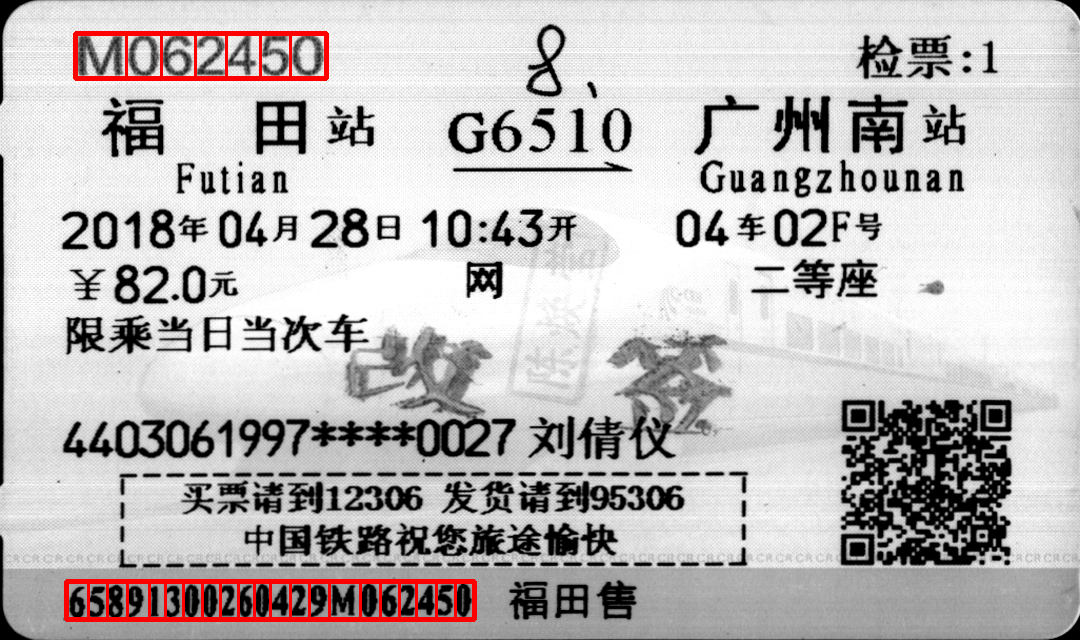 M062450
8、
检票:1
福田站 G6510 广州南站
Futian Guangzhounan
2018年04月28日10:43开 04车02F号
￥82.0元 网 二等座
限乘当日当次车
改签
4403061997****0027 刘倩仪
买票请到12306 发货请到95306
中国铁路祝您旅途愉快
65891300260429M062450 福田售